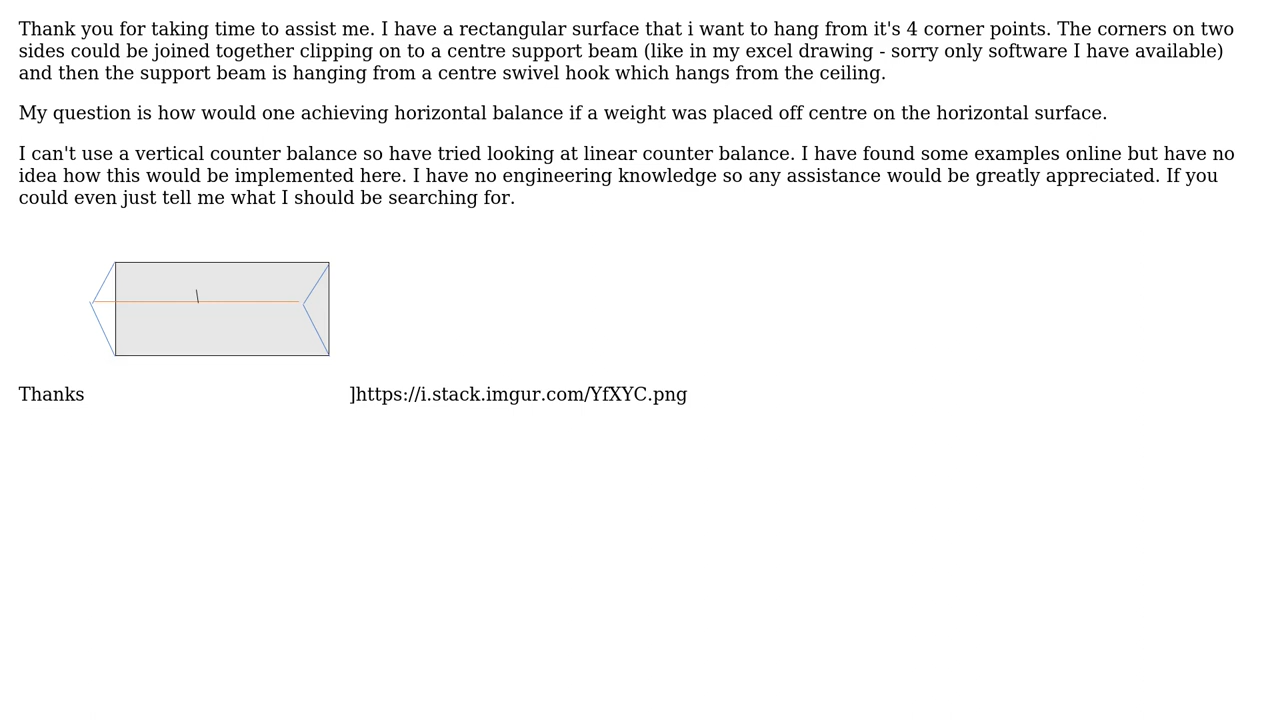 Thank you for taking time to assist me. I have a rectangular surface that i want to hang from it's 4 corner points. The corners on two
sides could be joined together clipping on to a centre support beam (like in my excel drawing - sorry only software I have available)
and then the support beam is hanging from a centre swivel hook which hangs from the ceiling.
My question is how would one achieving horizontal balance if a weight was placed off centre on the horizontal surface.
I can't use a vertical counter balance so have tried looking at linear counter balance. I have found some examples online but have no
idea how this would be implemented here. I have no engineering knowledge so any assistance would be greatly appreciated. If you
could even just tell me what I should be searching for.
Thanks ]https://i.stack.imgur.com/YfXYC.png